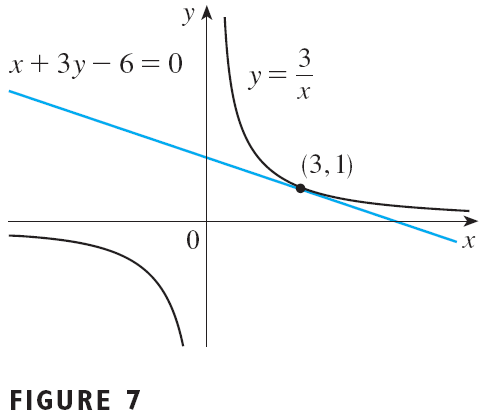 y
x + 3y − 6 = 0
y = 3/x
(3, 1)
0
x
FIGURE 7